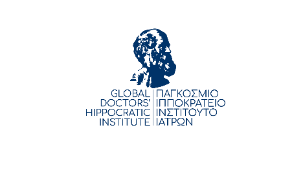 GLOBAL ΠΑΓΚΟΣΜΙΟ
DOCTORS' ΙΠΠΟΚΡΑΤΕΙΟ
HIPPOCRATIC ΙΝΣΤΙΤΟΥΤΟ
INSTITUTE ΙΑΤΡΩΝ